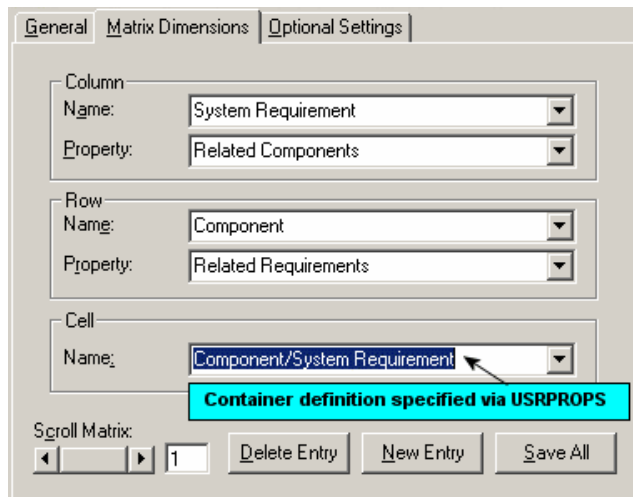 General Matrix Dimensions Optional Settings
Column
Name: System Requirement
Property: Related Components
Row
Name: Component
Property: Related Requirements
Cell
Name: Component/System Requirement
Container definition specified via USRPROPS
Scroll Matrix:
1 Delete Entry New Entry Save All